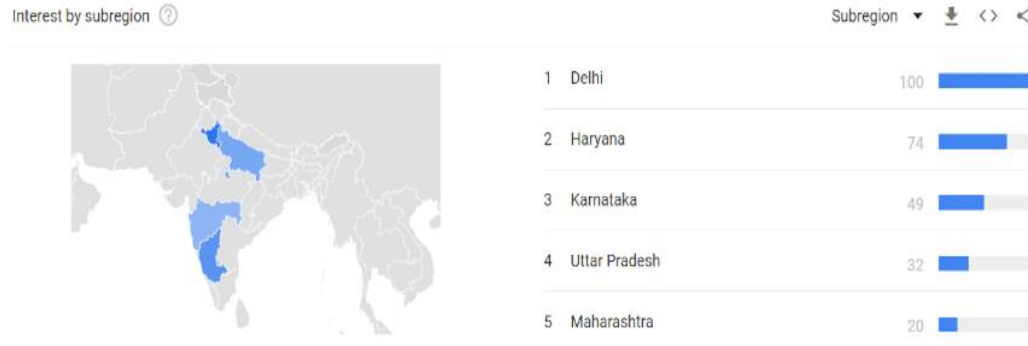 Interest by subregion
Subregion
1 Delhi 100
2 Haryana 74
3 Karnataka 49
4 Uttar Pradesh 32
5 Maharashtra 20